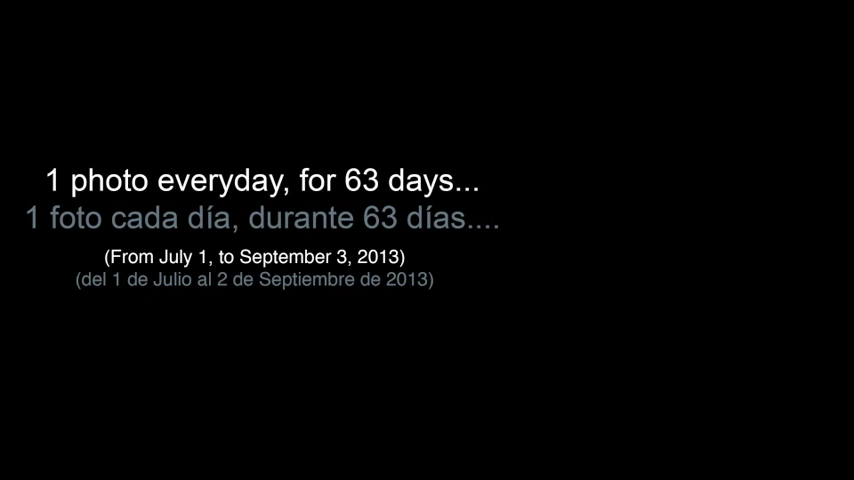 1 photo everyday, for 63 days...
1 foto cada día, durante 63 días....
(From July 1, to September 3, 2013)
(del 1 de Julio al 2 de Septiembre de 2013)